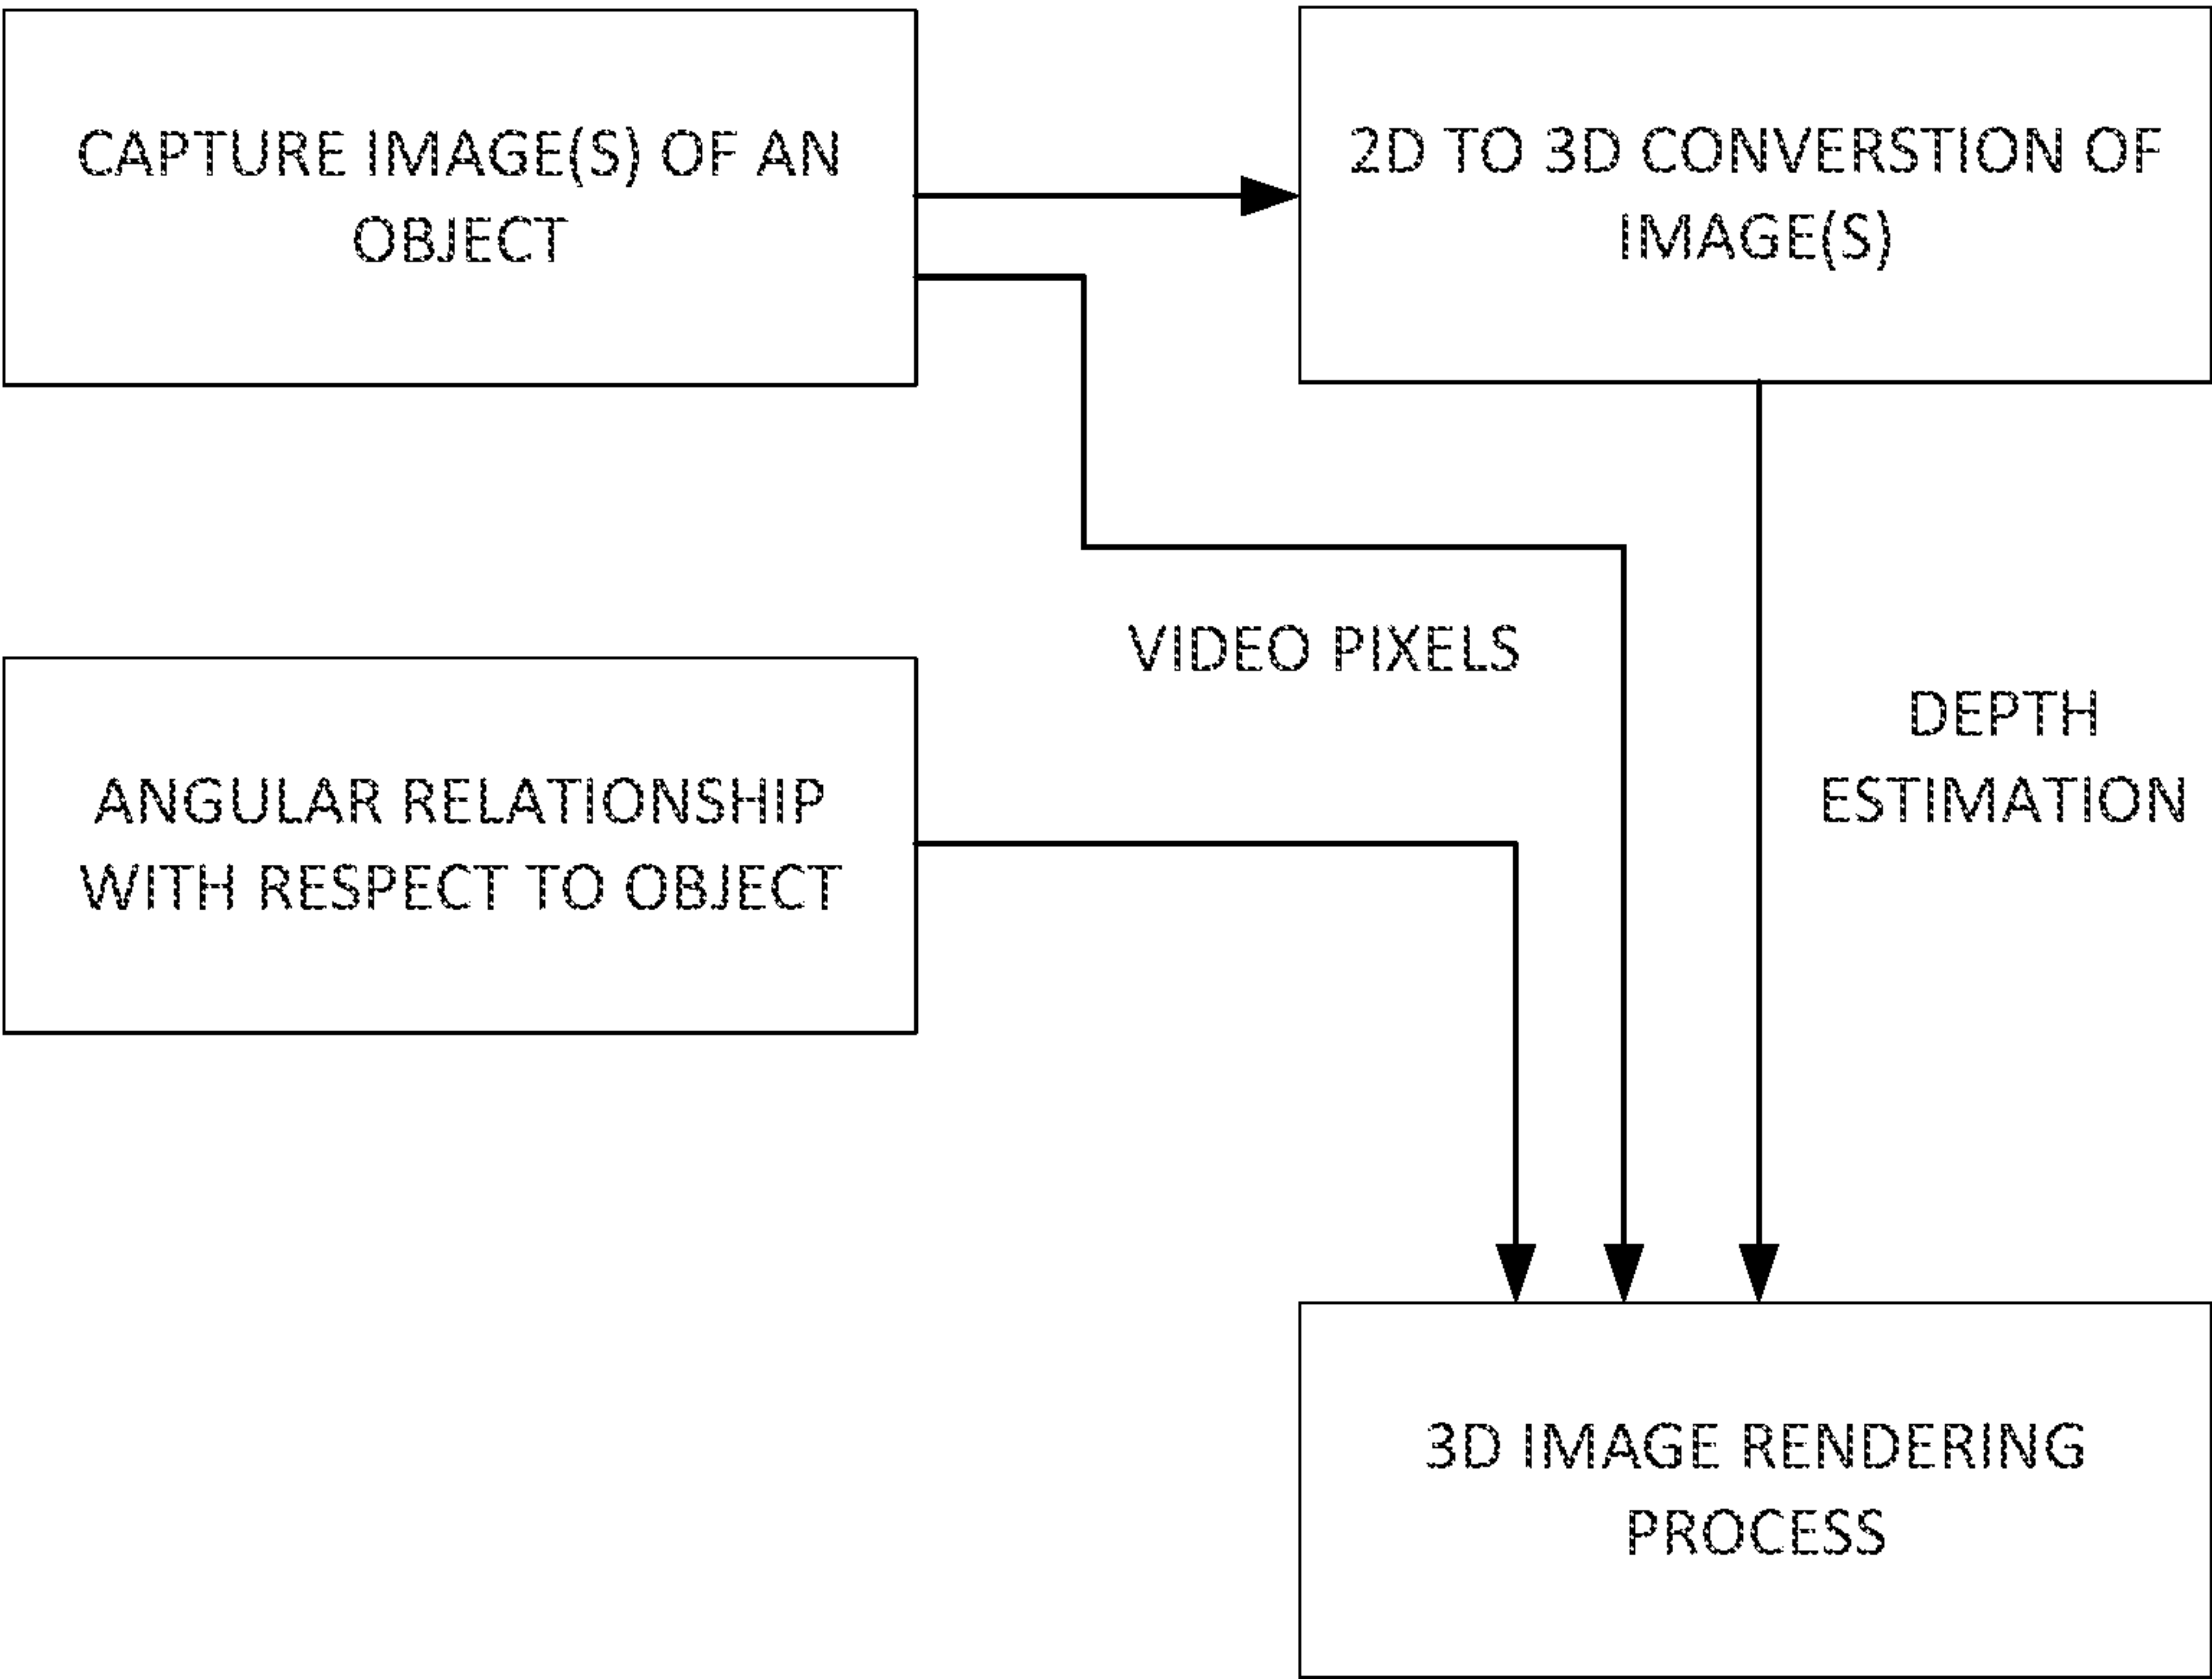 CAPTURE IMAGE(S) OF AN
OBJECT
2D TO 3D CONVERSTION OF
IMAGE(S)
VIDEO PIXELS
DEPTH
ESTIMATION
ANGULAR RELATIONSHIP
WITH RESPECT TO OBJECT
3D IMAGE RENDERING
PROCESS